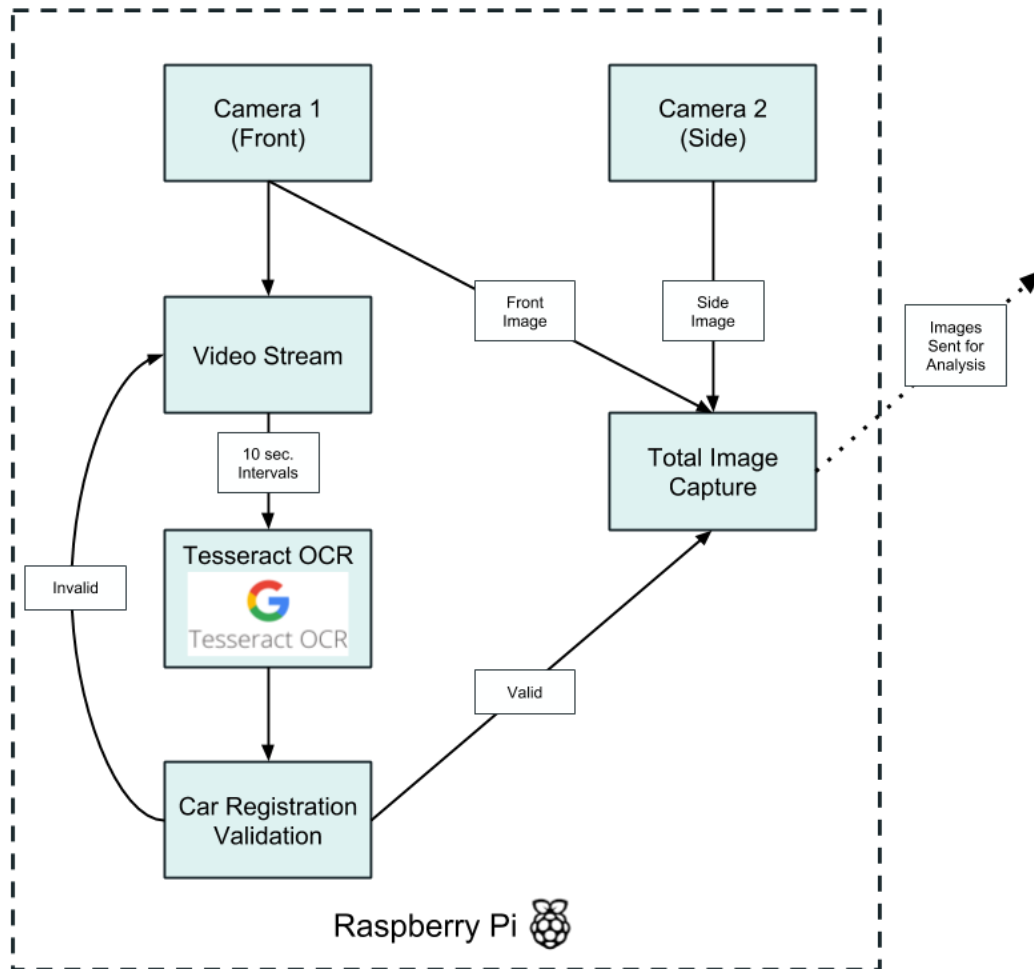 Camera 1
(Front)
Camera 2
(Side)
Front
Image
Side
Image
Images
Sent for
Analysis
Video Stream
10 sec.
Intervals
Total Image
Capture
Tesseract OCR
Tesseract OCR
Invalid
Valid
Car Registration
Validation
Raspberry Pi